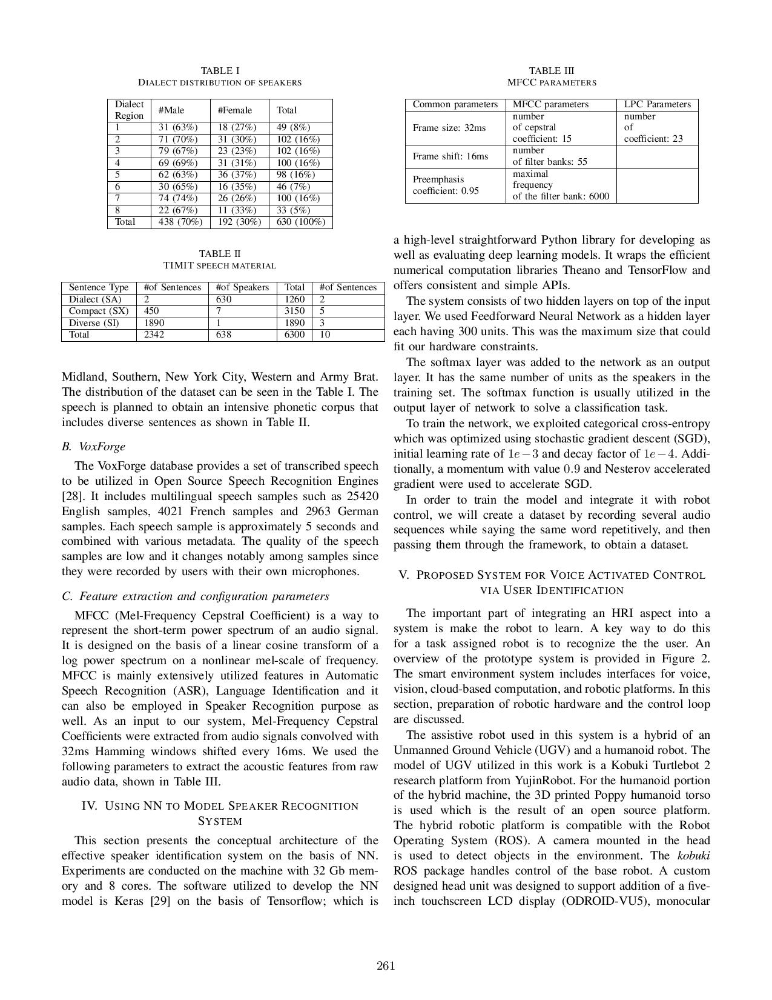 TABLE I
DIALECT DISTRIBUTION OF SPEAKERS
Dialect Region #Male #Female Total
1 31 (63%) 18 (27%) 49 (8%)
2 71 (70%) 31 (30%) 102 (16%)
3 79 (67%) 23 (23%) 102 (16%)
4 69 (69%) 31 (31%) 100 (16%)
5 62 (63%) 36 (37%) 98 (16%)
6 30 (65%) 16 (35%) 46 (7%)
7 74 (74%) 26 (26%) 100 (16%)
8 22 (67%) 11 (33%) 33 (5%)
Total 438 (70%) 192 (30%) 630 (100%)
TABLE II
TIMIT SPEECH MATERIAL
Sentence Type #of Sentences #of Speakers Total #of Sentences
Dialect (SA) 2 630 1260 2
Compact (SX) 450 7 3150 5
Diverse (SI) 1890 1 1890 3
Total 2342 638 6300 10
Midland, Southern, New York City, Western and Army Brat.
The distribution of the dataset can be seen in the Table I. The
speech is planned to obtain an intensive phonetic corpus that
includes diverse sentences as shown in Table II.
B. VoxForge
The VoxForge database provides a set of transcribed speech
to be utilized in Open Source Speech Recognition Engines
[28]. It includes multilingual speech samples such as 25420
English samples, 4021 French samples and 2963 German
samples. Each speech sample is approximately 5 seconds and
combined with various metadata. The quality of the speech
samples are low and it changes notably among samples since
they were recorded by users with their own microphones.
C. Feature extraction and configuration parameters
MFCC (Mel-Frequency Cepstral Coefficient) is a way to
represent the short-term power spectrum of an audio signal.
It is designed on the basis of a linear cosine transform of a
log power spectrum on a nonlinear mel-scale of frequency.
MFCC is mainly extensively utilized features in Automatic
Speech Recognition (ASR), Language Identification and it
can also be employed in Speaker Recognition purpose as
well. As an input to our system, Mel-Frequency Cepstral
Coefficients were extracted from audio signals convolved with
32ms Hamming windows shifted every 16ms. We used the
following parameters to extract the acoustic features from raw
audio data, shown in Table III.
IV. USING NN TO MODEL SPEAKER RECOGNITION
SYSTEM
This section presents the conceptual architecture of the
effective speaker identification system on the basis of NN.
Experiments are conducted on the machine with 32 Gb mem-
ory and 8 cores. The software utilized to develop the NN
model is Keras [29] on the basis of Tensorflow; which is
TABLE III
MFCC PARAMETERS
Common parameters MFCC parameters LPC Parameters
number number
Frame size: 32ms of cepstral of
coefficient: 15 coefficient: 23
number
Frame shift: 16ms
of filter banks: 55
maximal
Preemphasis
frequency
coefficient: 0.95
of the filter bank: 6000
a high-level straightforward Python library for developing as
well as evaluating deep learning models. It wraps the efficient
numerical computation libraries Theano and TensorFlow and
offers consistent and simple APIs.
The system consists of two hidden layers on top of the input
layer. We used Feedforward Neural Network as a hidden layer
each having 300 units. This was the maximum size that could
fit our hardware constraints.
The softmax layer was added to the network as an output
layer. It has the same number of units as the speakers in the
training set. The softmax function is usually utilized in the
output layer of network to solve a classification task.
To train the network, we exploited categorical cross-entropy
which was optimized using stochastic gradient descent (SGD),
initial learning rate of 1e−3 and decay factor of 1e−4. Addi-
tionally, a momentum with value 0.9 and Nesterov accelerated
gradient were used to accelerate SGD.
In order to train the model and integrate it with robot
control, we will create a dataset by recording several audio
sequences while saying the same word repetitively, and then
passing them through the framework, to obtain a dataset.
V. PROPOSED SYSTEM FOR VOICE ACTIVATED CONTROL
VIA USER IDENTIFICATION
The important part of integrating an HRI aspect into a
system is make the robot to learn. A key way to do this
for a task assigned robot is to recognize the the user. An
overview of the prototype system is provided in Figure 2.
The smart environment system includes interfaces for voice,
vision, cloud-based computation, and robotic platforms. In this
section, preparation of robotic hardware and the control loop
are discussed.
The assistive robot used in this system is a hybrid of an
Unmanned Ground Vehicle (UGV) and a humanoid robot. The
model of UGV utilized in this work is a Kobuki Turtlebot 2
research platform from YujinRobot. For the humanoid portion
of the hybrid machine, the 3D printed Poppy humanoid torso
is used which is the result of an open source platform.
The hybrid robotic platform is compatible with the Robot
Operating System (ROS). A camera mounted in the head
is used to detect objects in the environment. The kobuki
ROS package handles control of the base robot. A custom
designed head unit was designed to support addition of a five-
inch touchscreen LCD display (ODROID-VU5), monocular
261